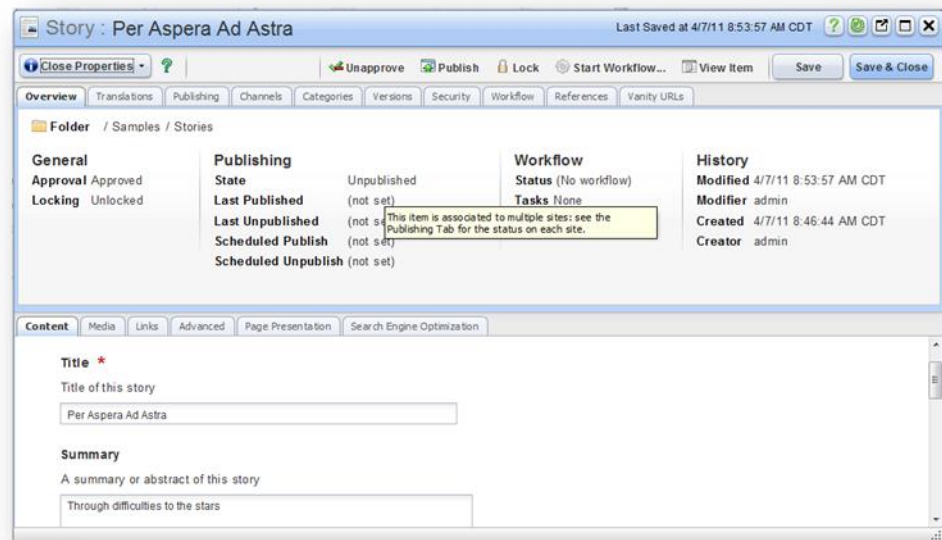 Story : Per Aspera Ad Astra
Last Saved at 4/7/11 8:53:57 AM CDT
Close Properties
Unapprove Publish Lock Start Workflow... View Item Save Save & Close
Overview Translations Publishing Channels Categories Versions Security Workflow References Vanity URLs
Folder / Samples / Stories
General Publishing Workflow History
Approval Approved State Unpublished Status (No workflow) Modified 4/7/11 8:53:57 AM CDT
Locking Unlocked Last Published (not set) Tasks None Modifier admin
Last Unpublished (not se Created 4/7/11 8:46:44 AM CDT
This item is associated to multiple sites: see the
Publishing Tab for the status on each site.
Scheduled Publish (not set) Creator admin
Scheduled Unpublish (not set)
Content Media Links Advanced Page Presentation Search Engine Optimization
Title *
Title of this story
Per Aspera Ad Astra
Summary
A summary or abstract of this story
Through difficulties to the stars